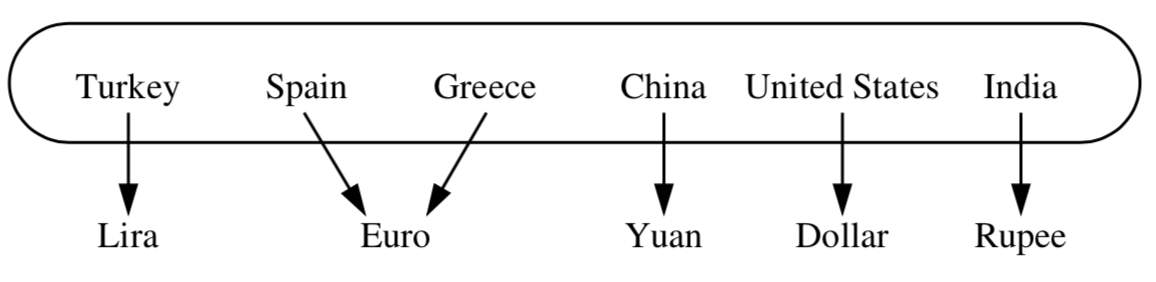 Turkey Spain Greece China United States India
Lira Euro Yuan Dollar Rupee